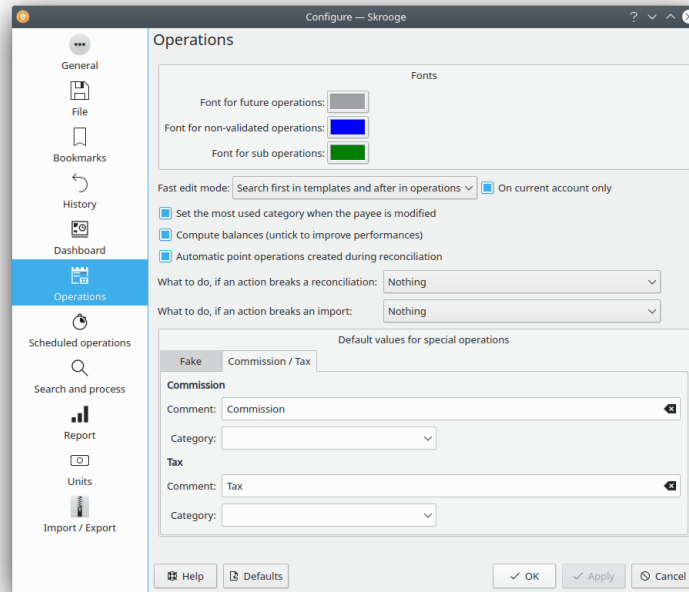 Configure — Skrooge
General
File
Bookmarks
History
Dashboard
Operations
Scheduled operations
Search and process
Report
Units
Import / Export
Operations
Fonts
Font for future operations:
Font for non-validated operations:
Font for sub operations:
Fast edit mode: Search first in templates and after in operations On current account only
Set the most used category when the payee is modified
Compute balances (untick to improve performances)
Automatic point operations created during reconciliation
What to do, if an action breaks a reconciliation: Nothing
What to do, if an action breaks an import: Nothing
Default values for special operations
Fake Commission / Tax
Commission
Comment: Commission
Category:
Tax
Comment: Tax
Category:
Help Defaults OK Apply Cancel